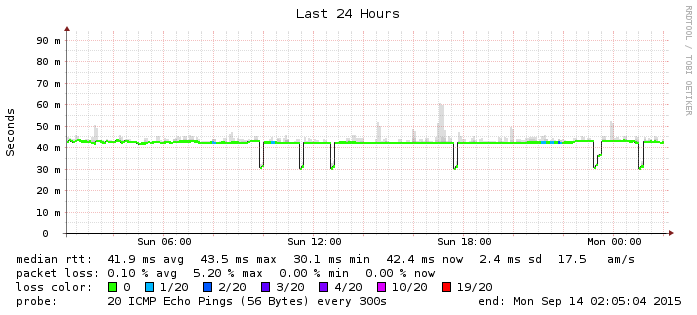 Last 24 Hours
RRDTOOL / TOBI OETIKER
Seconds
90 m
80 m
70 m
60 m
50 m
40 m
30 m
20 m
10 m
0
Sun 06:00 Sun 12:00 Sun 18:00 Mon 00:00
median rtt: 41.9 ms avg 43.5 ms max 30.1 ms min 42.4 ms now 2.4 ms sd 17.5 am/s
packet loss: 0.10 % avg 5.20 % max 0.00 % min 0.00 % now
loss color: 0 1/20 2/20 3/20 4/20 10/20 19/20
probe: 20 ICMP Echo Pings (56 Bytes) every 300s end: Mon Sep 14 02:05:04 2015